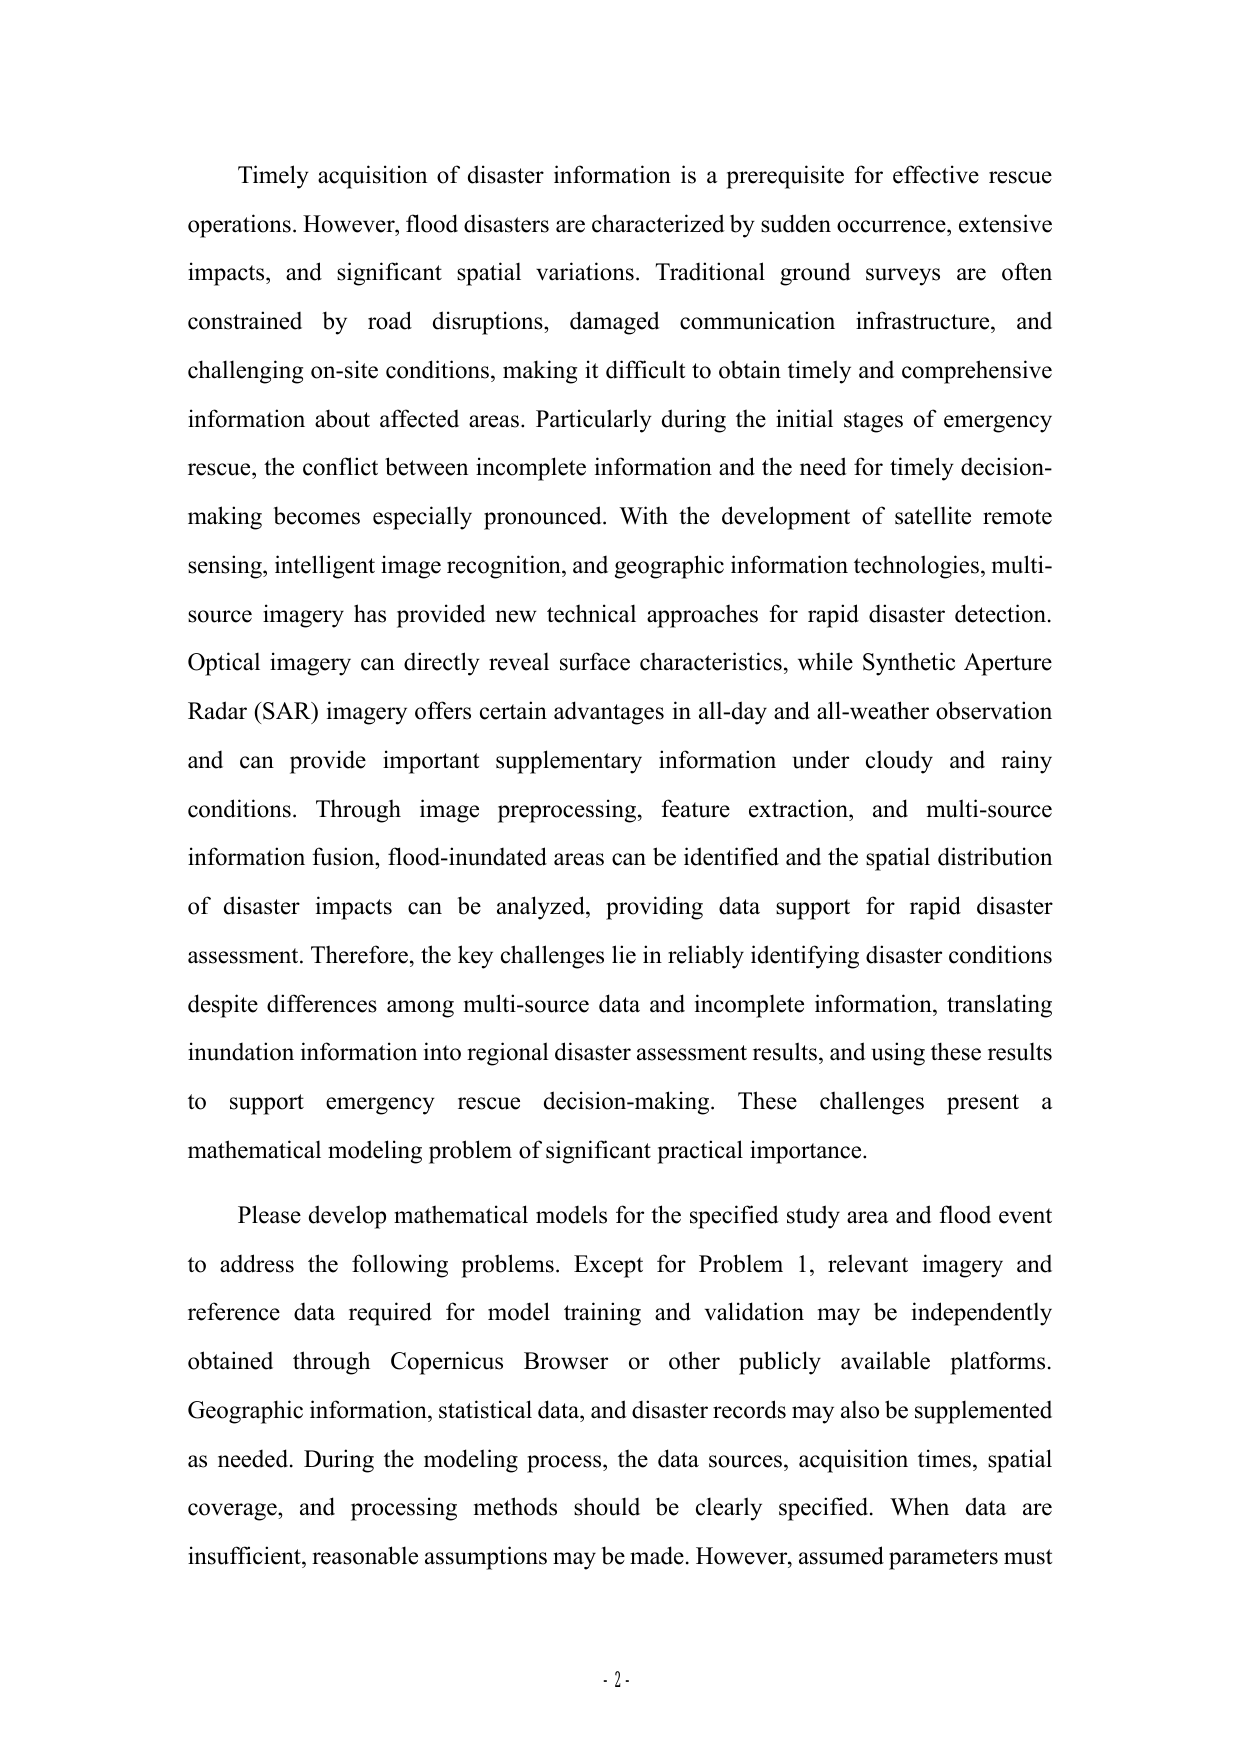 Timely acquisition of disaster information is a prerequisite for effective rescue
operations. However, flood disasters are characterized by sudden occurrence, extensive
impacts, and significant spatial variations. Traditional ground surveys are often
constrained by road disruptions, damaged communication infrastructure, and
challenging on-site conditions, making it difficult to obtain timely and comprehensive
information about affected areas. Particularly during the initial stages of emergency
rescue, the conflict between incomplete information and the need for timely decision-
making becomes especially pronounced. With the development of satellite remote
sensing, intelligent image recognition, and geographic information technologies, multi-
source imagery has provided new technical approaches for rapid disaster detection.
Optical imagery can directly reveal surface characteristics, while Synthetic Aperture
Radar (SAR) imagery offers certain advantages in all-day and all-weather observation
and can provide important supplementary information under cloudy and rainy
conditions. Through image preprocessing, feature extraction, and multi-source
information fusion, flood-inundated areas can be identified and the spatial distribution
of disaster impacts can be analyzed, providing data support for rapid disaster
assessment. Therefore, the key challenges lie in reliably identifying disaster conditions
despite differences among multi-source data and incomplete information, translating
inundation information into regional disaster assessment results, and using these results
to support emergency rescue decision-making. These challenges present a
mathematical modeling problem of significant practical importance.
Please develop mathematical models for the specified study area and flood event
to address the following problems. Except for Problem 1, relevant imagery and
reference data required for model training and validation may be independently
obtained through Copernicus Browser or other publicly available platforms.
Geographic information, statistical data, and disaster records may also be supplemented
as needed. During the modeling process, the data sources, acquisition times, spatial
coverage, and processing methods should be clearly specified. When data are
insufficient, reasonable assumptions may be made. However, assumed parameters must
- 2 -